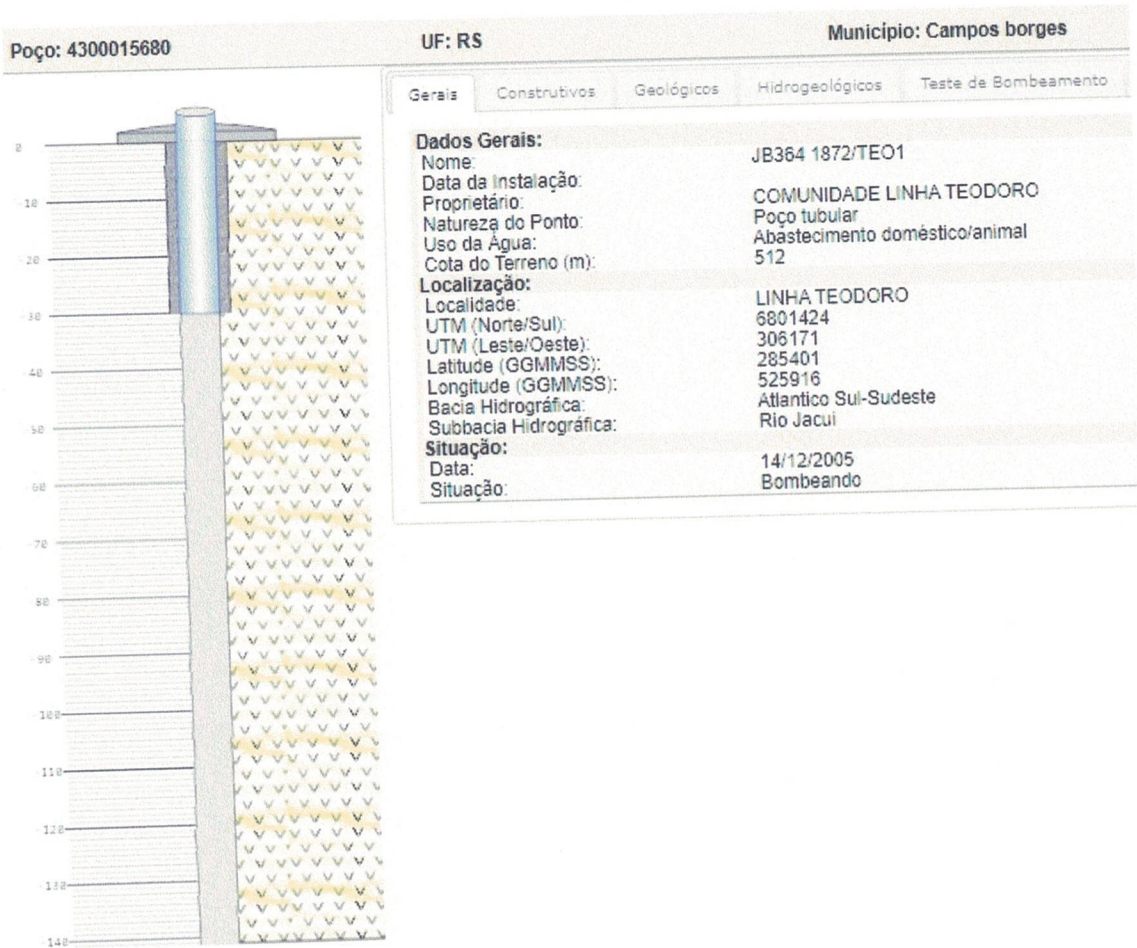 Poço: 4300015680 UF: RS Município: Campos borges
Gerais Construtivos Geológicos Hidrogeológicos Teste de Bombeamento
Dados Gerais:
Nome: JB364 1872/TEO1
Data da Instalação:
Proprietário: COMUNIDADE LINHA TEODORO
Natureza do Ponto: Poço tubular
Uso da Água: Abastecimento doméstico/animal
Cota do Terreno (m): 512
Localização:
Localidade: LINHA TEODORO
UTM (Norte/Sul): 6801424
UTM (Leste/Oeste): 306171
Latitude (GGMMSS): 285401
Longitude (GGMMSS): 525916
Bacia Hidrográfica: Atlantico Sul-Sudeste
Subbacia Hidrográfica: Rio Jacui
Situação:
Data: 14/12/2005
Situação: Bombeando
0
-10
-20
-30
-40
-50
-60
-70
-80
-90
-100
-110
-120
-130
-140